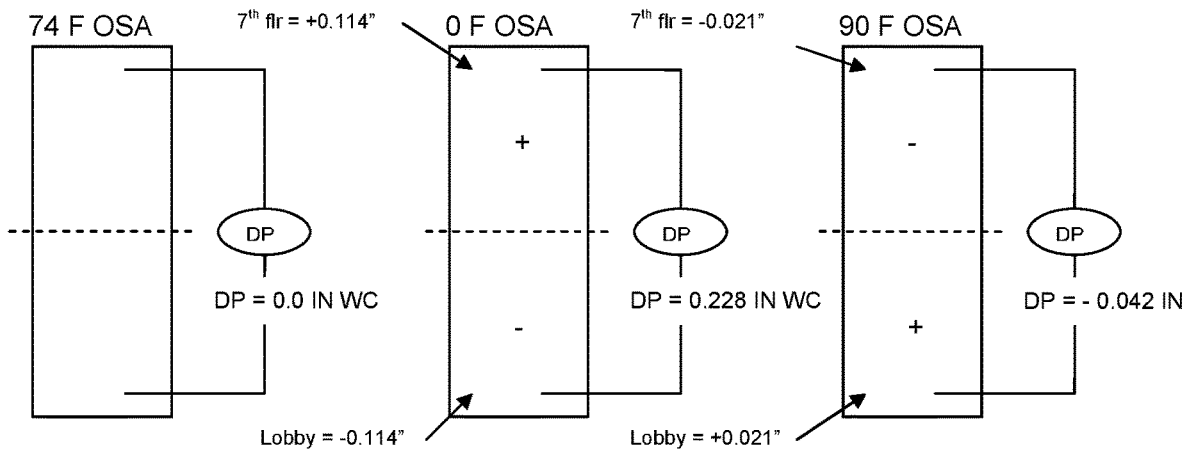 74 F OSA
7th flr = +0.114”
0 F OSA
7th flr = -0.021”
90 F OSA
+
-
DP
DP
DP
DP = 0.0 IN WC
DP = 0.228 IN WC
DP = - 0.042 IN
-
+
Lobby = -0.114”
Lobby = +0.021”